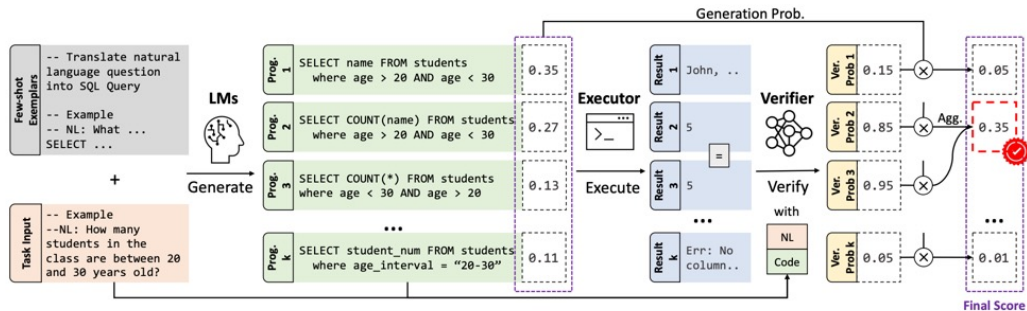 Generation Prob.
Few-shot
Exemplars
-- Translate natural
language question
into SQL Query
-- Example
-- NL: What ...
SELECT ...
+
Task Input
-- Example
--NL: How many
students in the
class are between 20
and 30 years old?
LMs
Generate
Prog.
1
SELECT name FROM students
where age > 20 AND age < 30
0.35
Prog.
2
SELECT COUNT(name) FROM students
where age > 20 AND age < 30
0.27
Prog.
3
SELECT COUNT(*) FROM students
where age < 30 AND age > 20
0.13
...
...
Prog.
k
SELECT student_num FROM students
where age_interval = “20-30”
0.11
Executor
>_
Execute
Result
1
John, ..
Result
2
5
=
Result
3
5
...
Result
k
Err: No
column..
Verifier
Verify
with
NL
Code
Ver.
Prob 1
0.15
×
0.05
Ver.
Prob 2
0.85
×
Agg.
0.35
Ver.
Prob 3
0.95
×
...
...
Ver.
Prob k
0.05
×
0.01
Final Score